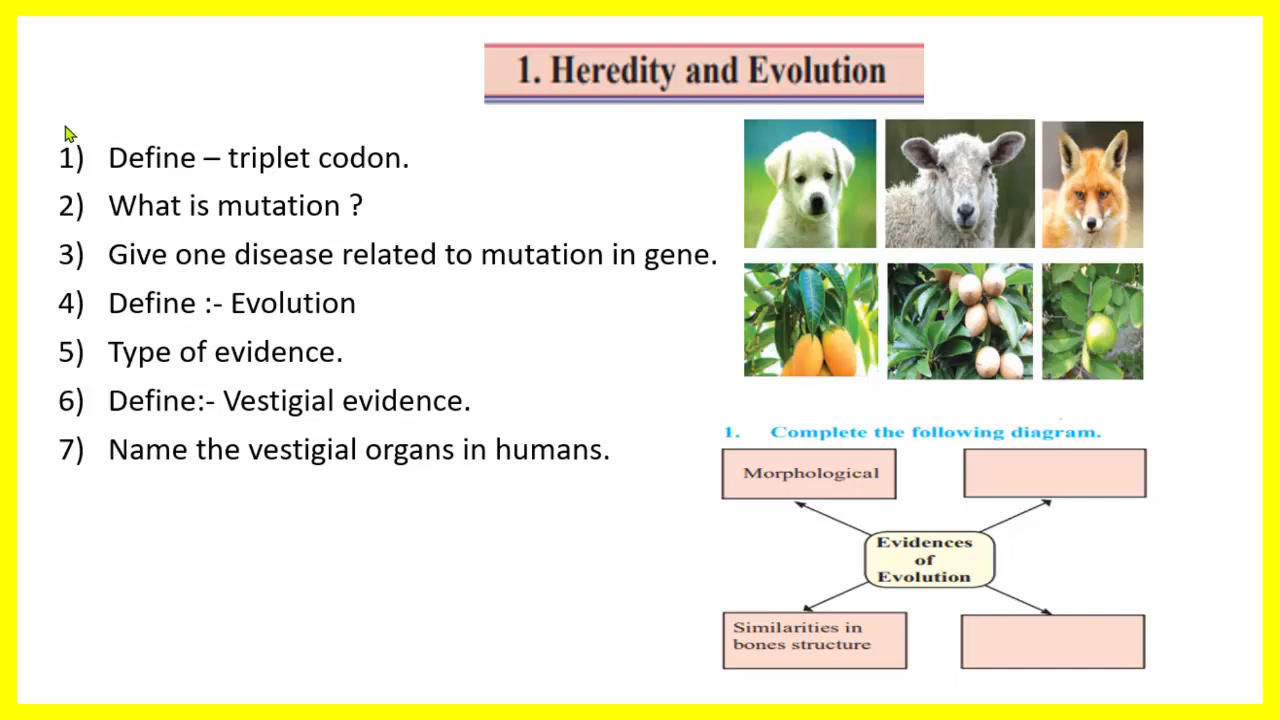 1. Heredity and Evolution
1) Define – triplet codon.
2) What is mutation ?
3) Give one disease related to mutation in gene.
4) Define :- Evolution
5) Type of evidence.
6) Define:- Vestigial evidence.
7) Name the vestigial organs in humans.
1. Complete the following diagram.
Morphological
Evidences
of
Evolution
Similarities in
bones structure